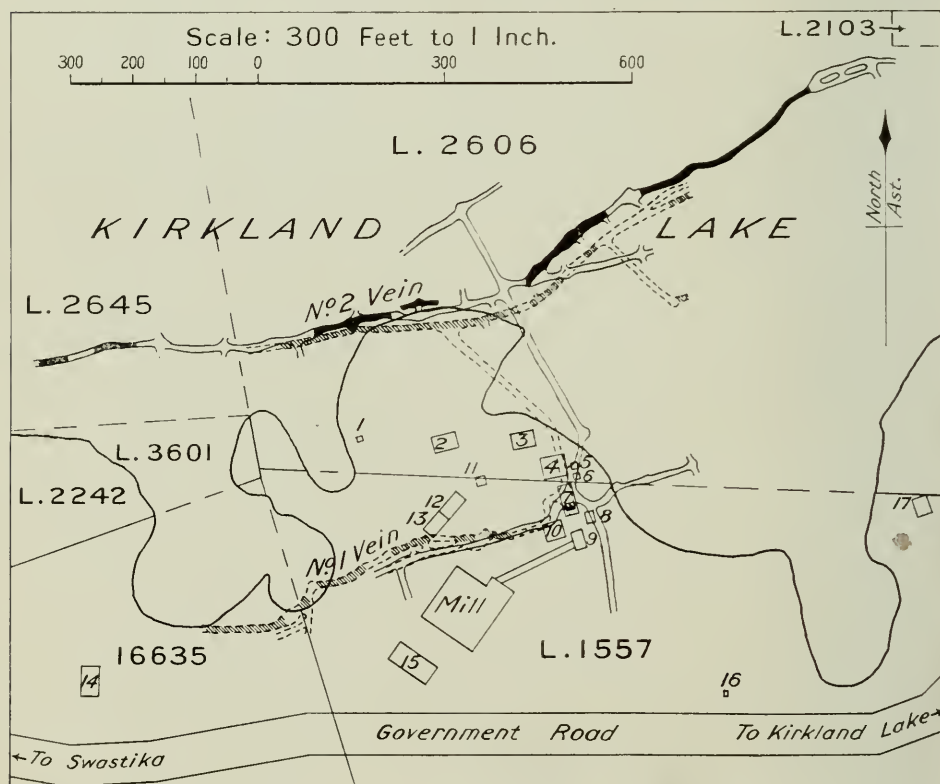 L.2103
Scale: 300 Feet to 1 Inch.
300 200 100 0 300 600
L. 2606
North
Ast.
KIRKLAND LAKE
L. 2645
Nº2 Vein
1
2
3
L.3601
4
5
6
11
L.2242
12
13
17
8
10
9
Nº1 Vein
Mill
16635
15
L.1557
14
16
Government Road
To Kirkland Lake
To Swastika